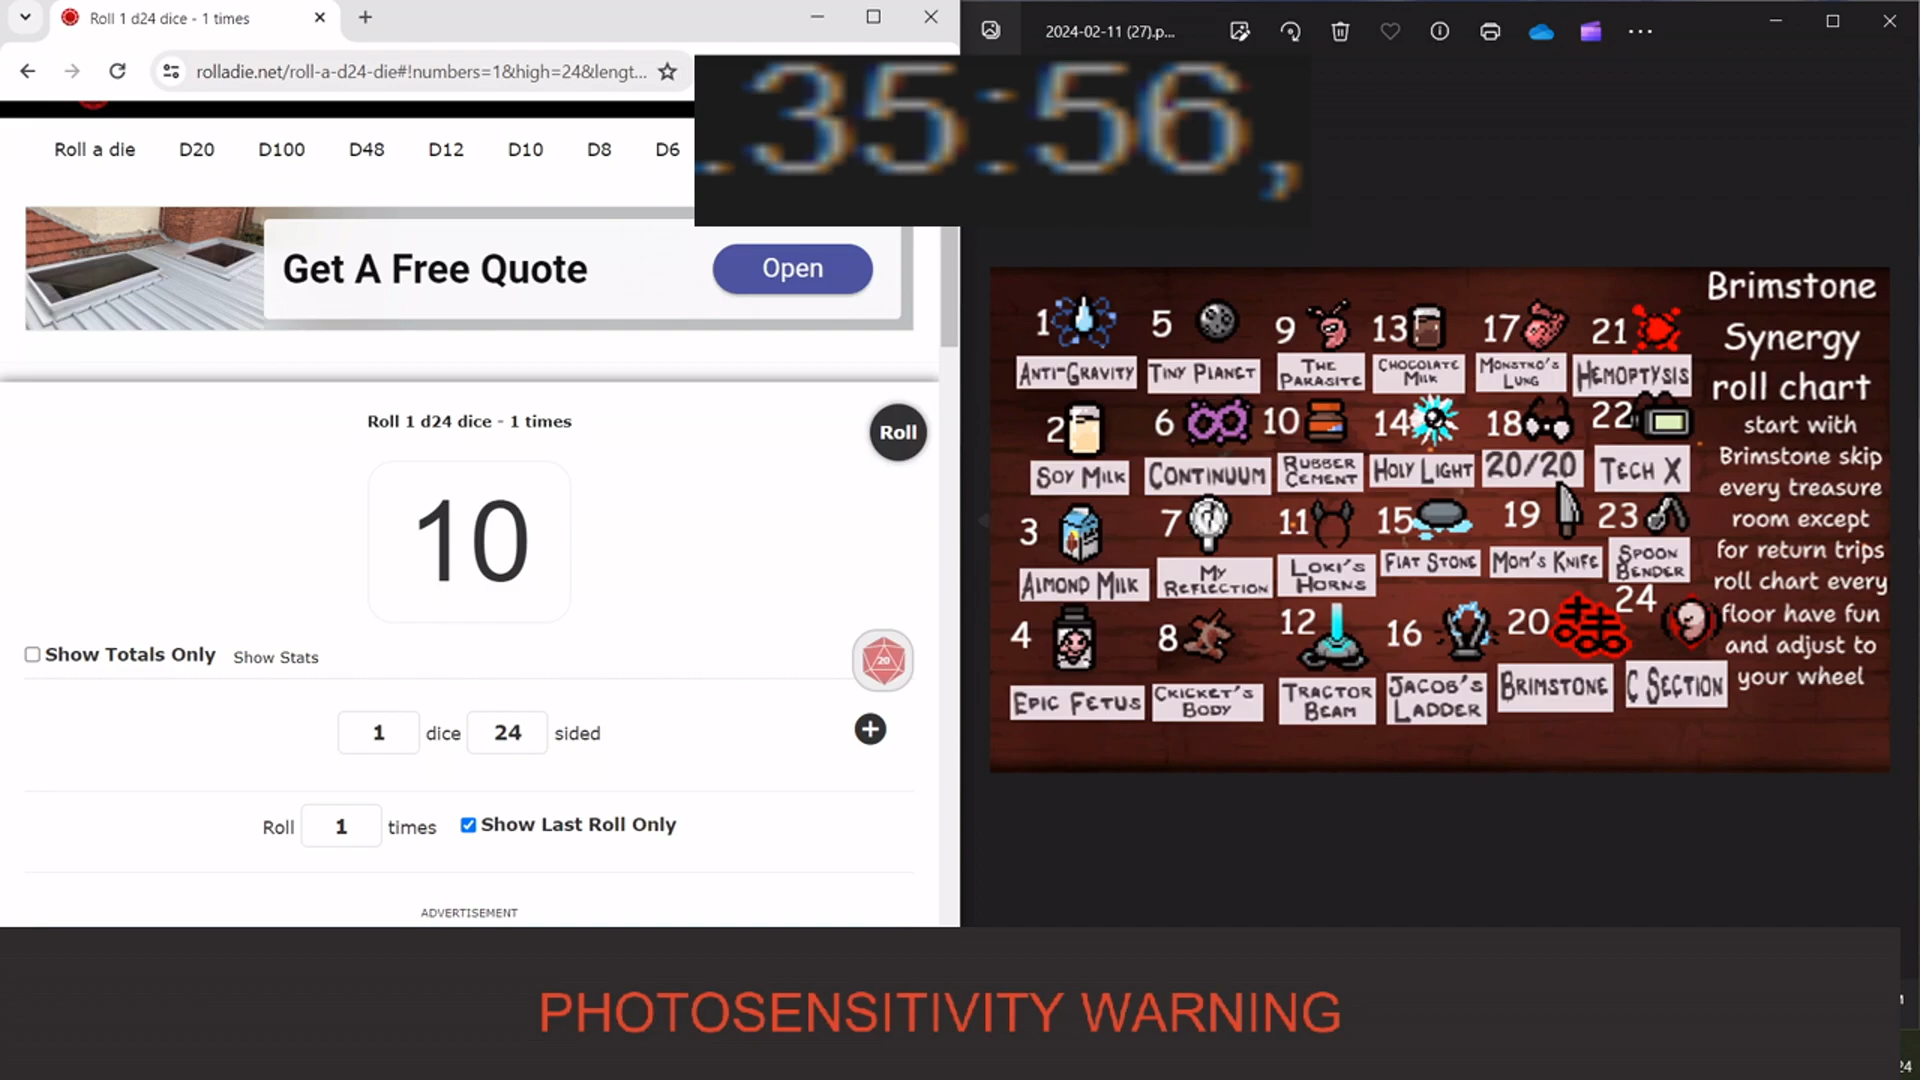 Roll 1 d24 dice - 1 times
rolladie.net/roll-a-d24-die#!numbers=1&high=24&lengt...
Roll a die D20 D100 D48 D12 D10 D8 D6
Get A Free Quote
Open
Roll 1 d24 dice - 1 times
Roll
10
Show Totals Only Show Stats
20
1 dice 24 sided
Roll 1 times Show Last Roll Only
ADVERTISEMENT
2024-02-11 (27).p...
.35:56,
1 5 9 13 17 21
ANTI-GRAVITY TINY PLANET THE PARASITE CHOCOLATE MILK MONSTRO'S LUNG HEMOPTYSIS
2 6 10 14 18 22
SOY MILK CONTINUUM RUBBER CEMENT HOLY LIGHT 20/20 TECH X
3 7 11 15 19 23
ALMOND MILK MY REFLECTION LOKI'S HORNS FLAT STONE MOM'S KNIFE SPOON BENDER
4 8 12 16 20 24
EPIC FETUS CRICKET'S BODY TRACTOR BEAM JACOB'S LADDER BRIMSTONE C SECTION
Brimstone
Synergy
roll chart
start with
Brimstone skip
every treasure
room except
for return trips
roll chart every
floor have fun
and adjust to
your wheel
PHOTOSENSITIVITY WARNING